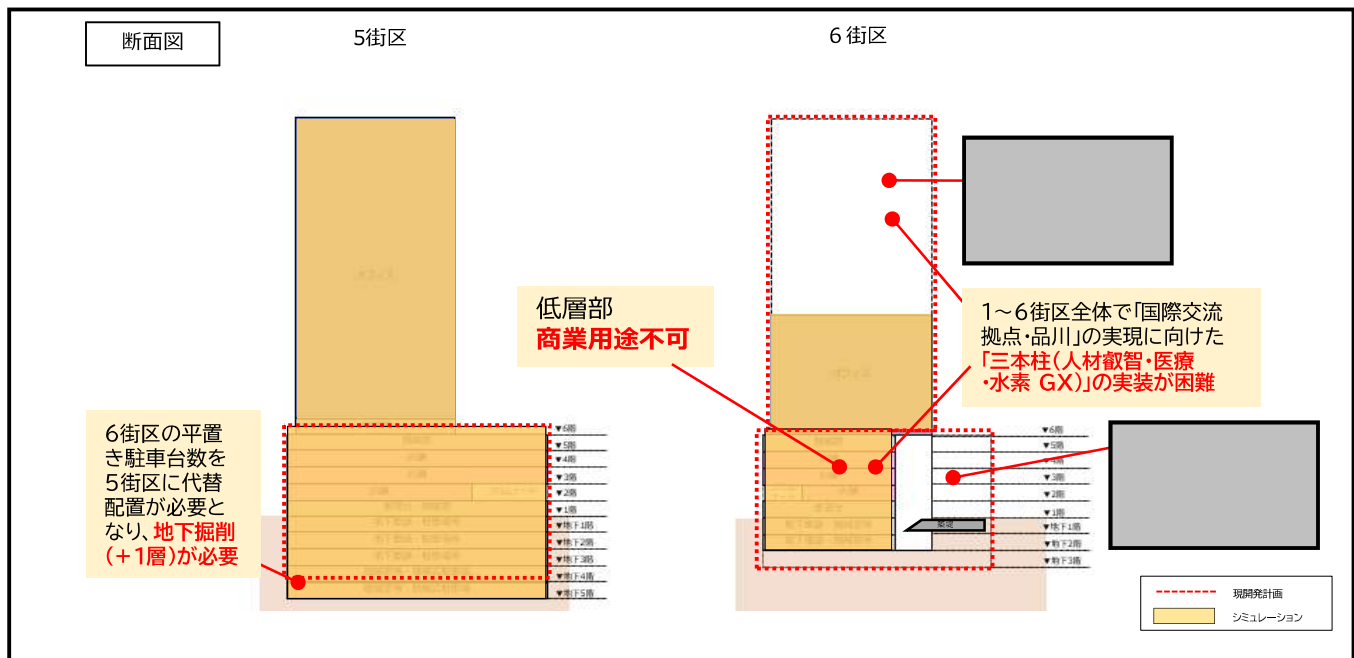 断面図
5街区
6街区
低層部
商業用途不可
1～6街区全体で「国際交流
拠点・品川」の実現に向けた
「三本柱（人材叡智・医療
・水素 GX）」の実装が困難
6街区の平置
き駐車台数を
5街区に代替
配置が必要と
なり、地下掘削
（＋1層）が必要
▼6階
▼5階
▼4階
▼3階
▼2階
▼1階
▼地下1階
▼地下2階
▼地下3階
▼地下4階
▼地下5階
▼6階
▼5階
▼4階
▼3階
▼2階
▼1階
▼地下1階
▼地下2階
▼地下3階
築堤
現開発計画
シミュレーション